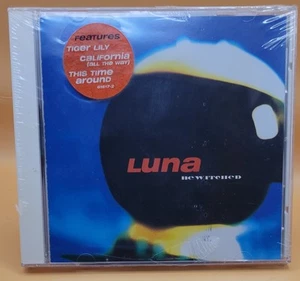 Features
TIGER LILY
CALIFORNIA
(ALL THE WAY)
THIS TIME
AROUND
LUNA
BEWITCHED